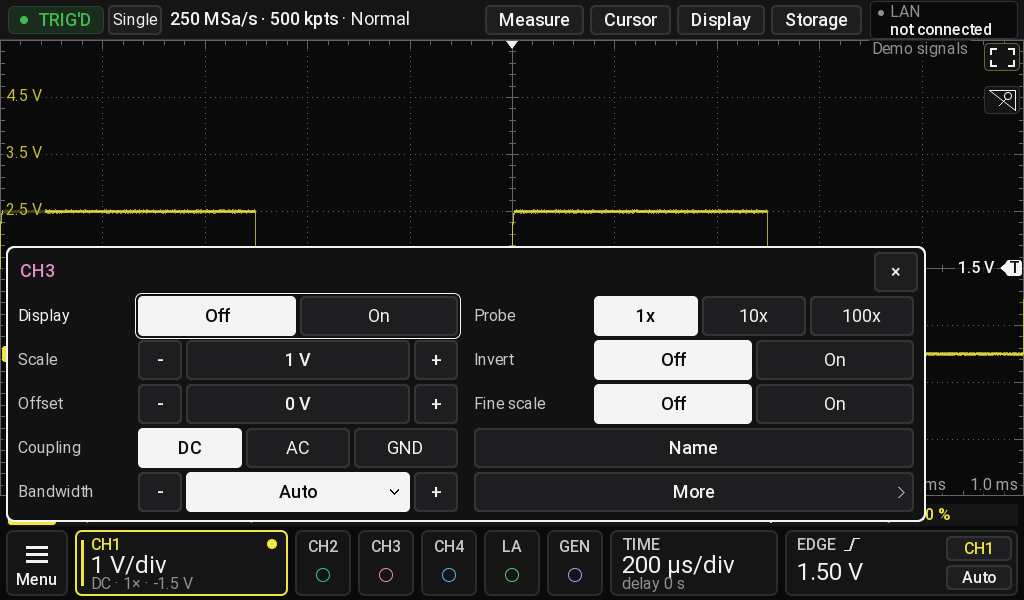 TRIG'D Single 250 MSa/s · 500 kpts · Normal Measure Cursor Display Storage LAN
not connected
Demo signals
4.5 V
3.5 V
2.5 V
1.5 V T
CH3 ×
Display Off On Probe 1x 10x 100x
Scale - 1 V + Invert Off On
Offset - 0 V + Fine scale Off On
Coupling DC AC GND Name
Bandwidth - Auto + More
ms 1.0 ms
0 %
CH1 CH2 CH3 CH4 LA GEN TIME EDGE CH1
1 V/div 200 µs/div 1.50 V
Menu DC · 1× · -1.5 V delay 0 s Auto